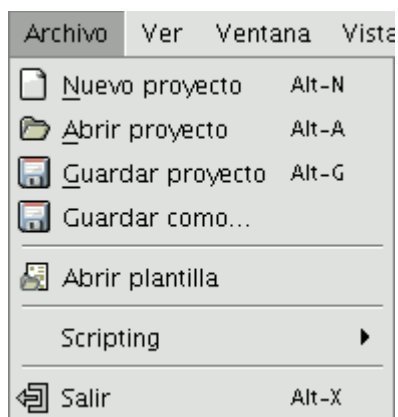 Archivo Ver Ventana Vista
Nuevo proyecto Alt-N
Abrir proyecto Alt-A
Guardar proyecto Alt-G
Guardar como...
Abrir plantilla
Scripting
Salir Alt-X